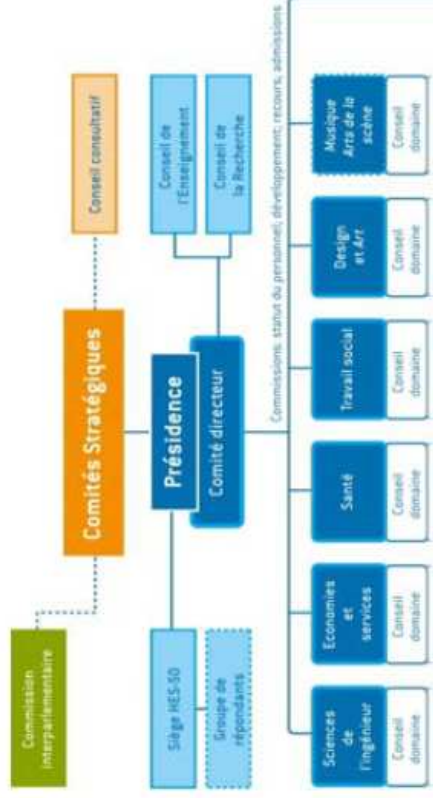 Commission
interparlementaire
Comités Stratégiques
Conseil consultatif
Présidence
Comité directeur
Siège HES-SO
Groupe de
répondants
Conseil de
l'Enseignement
Conseil de
la Recherche
Commissions: statut du personnel, développement, recours, admissions
Sciences
de
l'ingénieur
Conseil
domaine
Economies
et
services
Conseil
domaine
Santé
Conseil
domaine
Travail social
Conseil
domaine
Design
et Art
Conseil
domaine
Musique
Arts de la
scène
Conseil
domaine